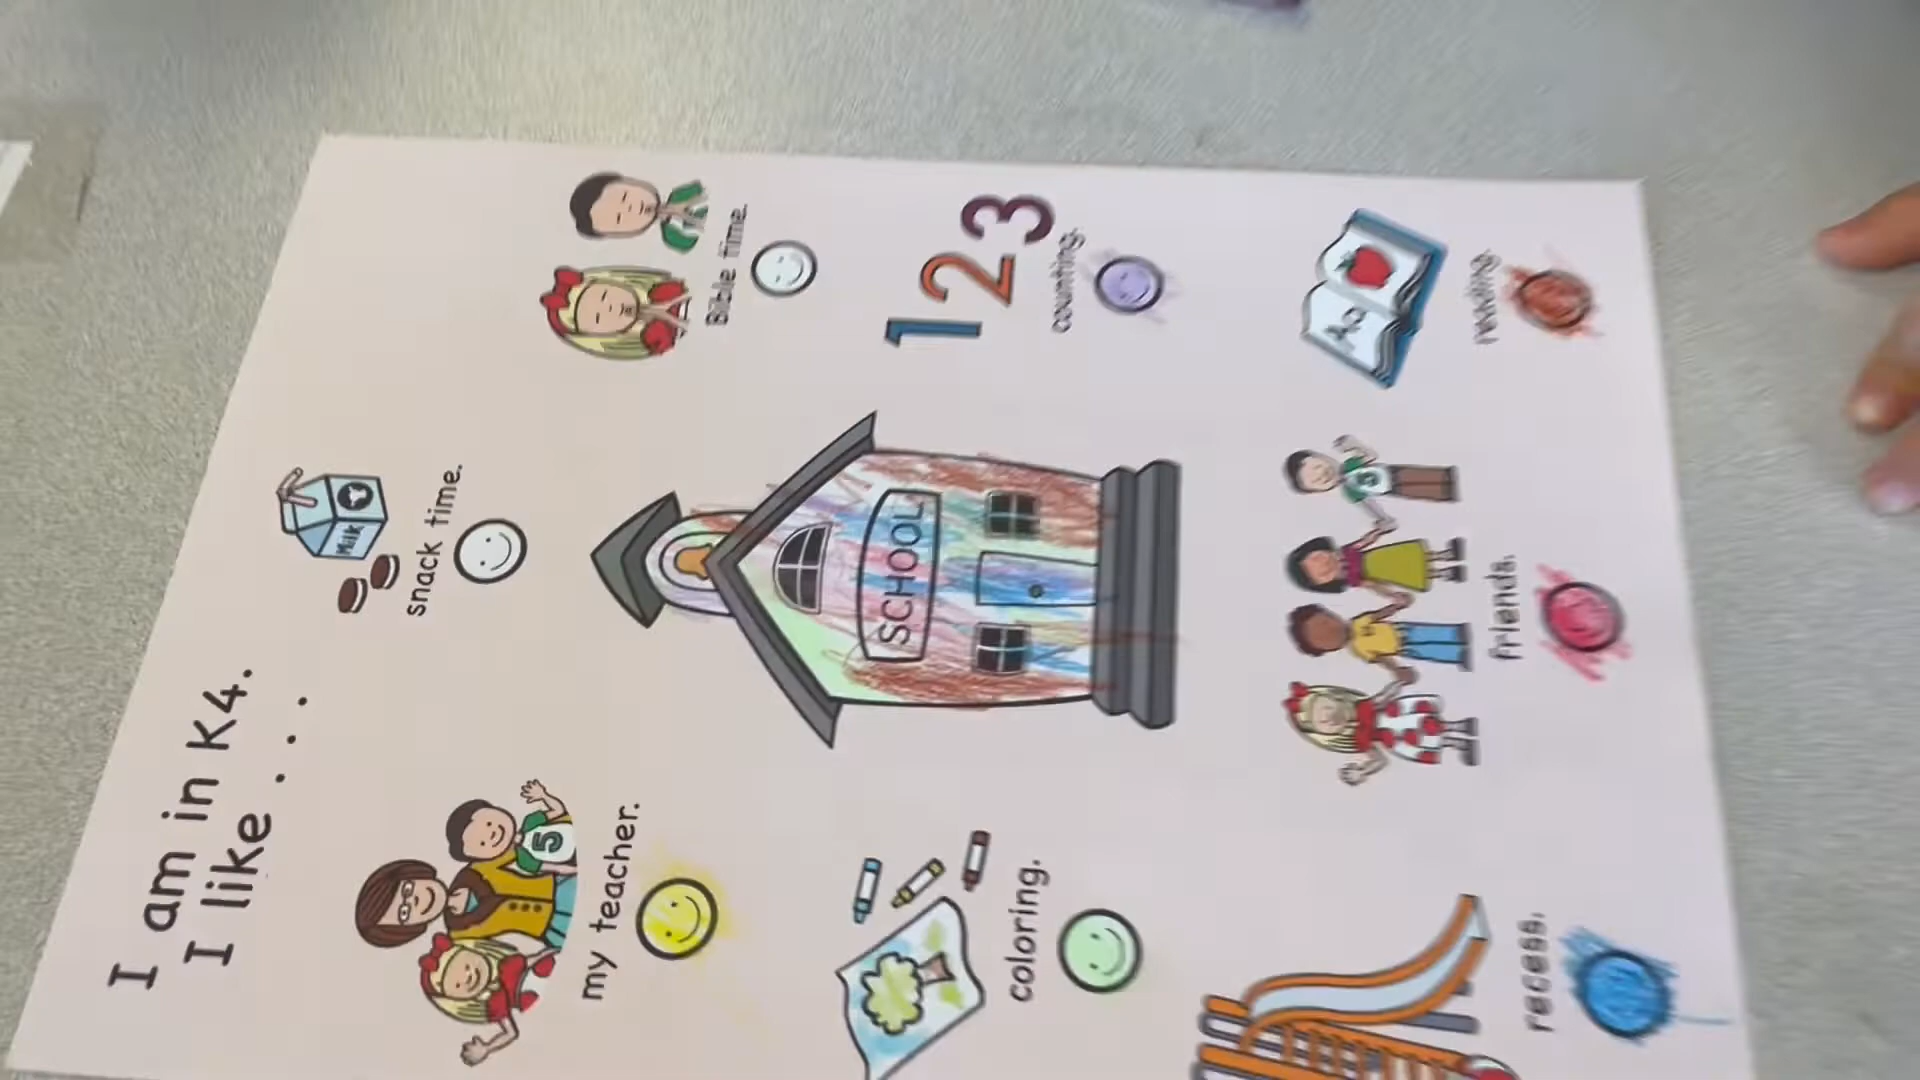 I am in K4.
I like ....
my teacher.
snack time.
Bible time.
coloring.
SCHOOL
counting.
recess.
friends.
reading.
Milk
5
1 2 3
Aa